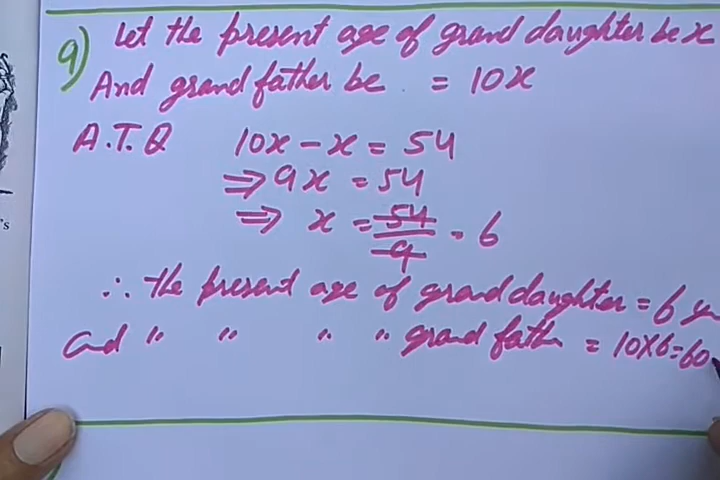 9) Let the present age of grand daughter be x
And grand father be = 10x
A.T.Q 10x - x = 54
⇒ 9x = 54
⇒ x = 54/9 = 6
∴ the present age of grand daughter = 6 y
and " " " " grand father = 10×6=60
's